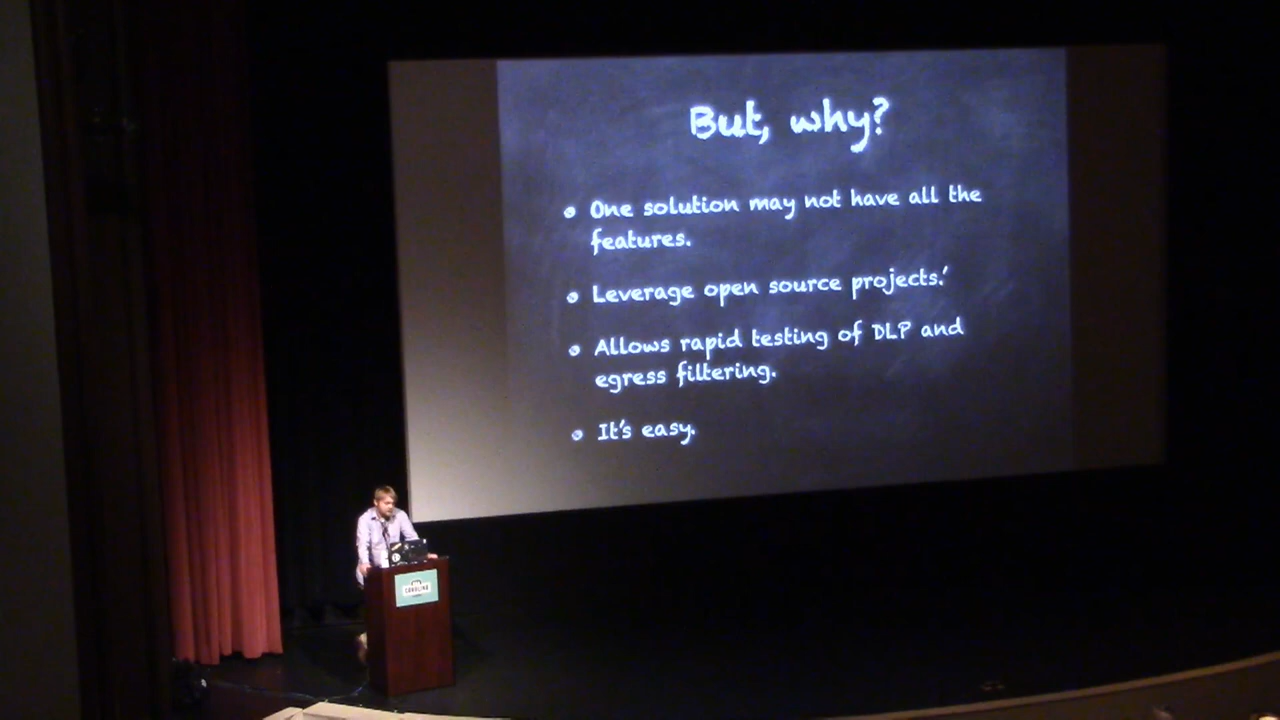 But, why?
One solution may not have all the
features.
Leverage open source projects.'
Allows rapid testing of DLP and
egress filtering.
It's easy.
CAROLINA